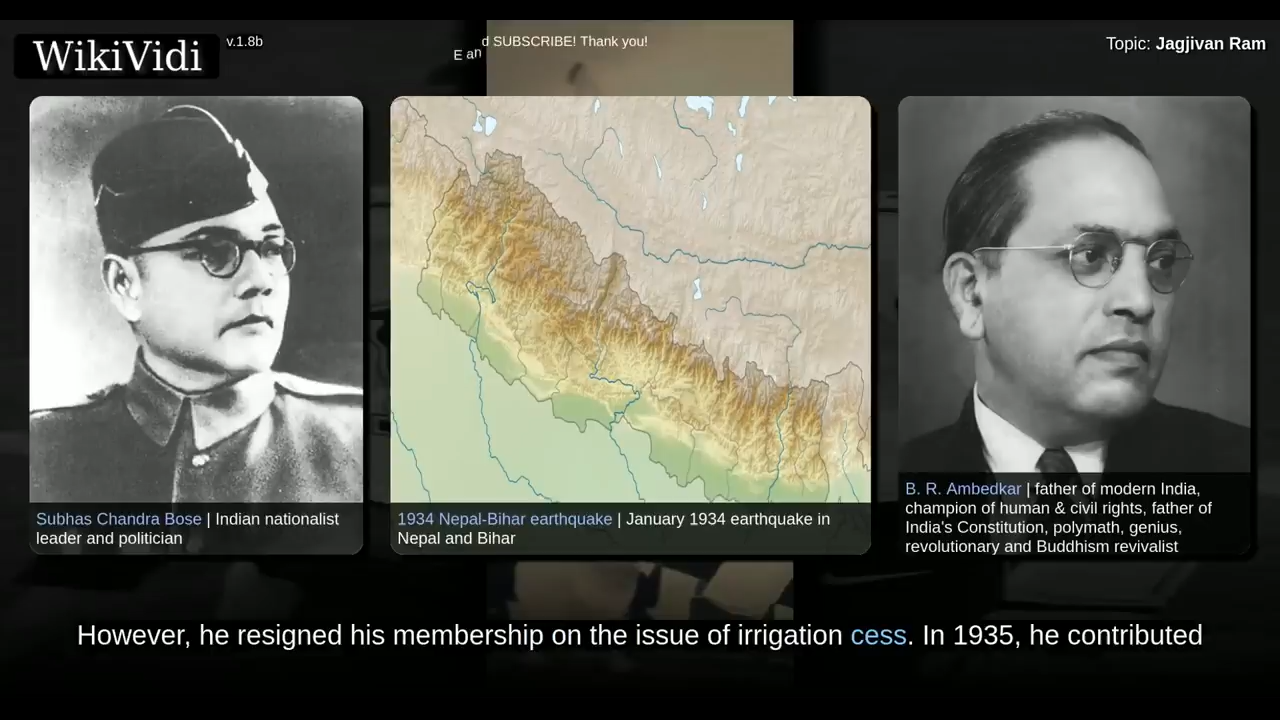 WikiVidi
v.1.8b
E and SUBSCRIBE! Thank you!
Topic: Jagjivan Ram
Subhas Chandra Bose | Indian nationalist
leader and politician
1934 Nepal-Bihar earthquake | January 1934 earthquake in
Nepal and Bihar
B. R. Ambedkar | father of modern India,
champion of human & civil rights, father of
India's Constitution, polymath, genius,
revolutionary and Buddhism revivalist
However, he resigned his membership on the issue of irrigation cess. In 1935, he contributed